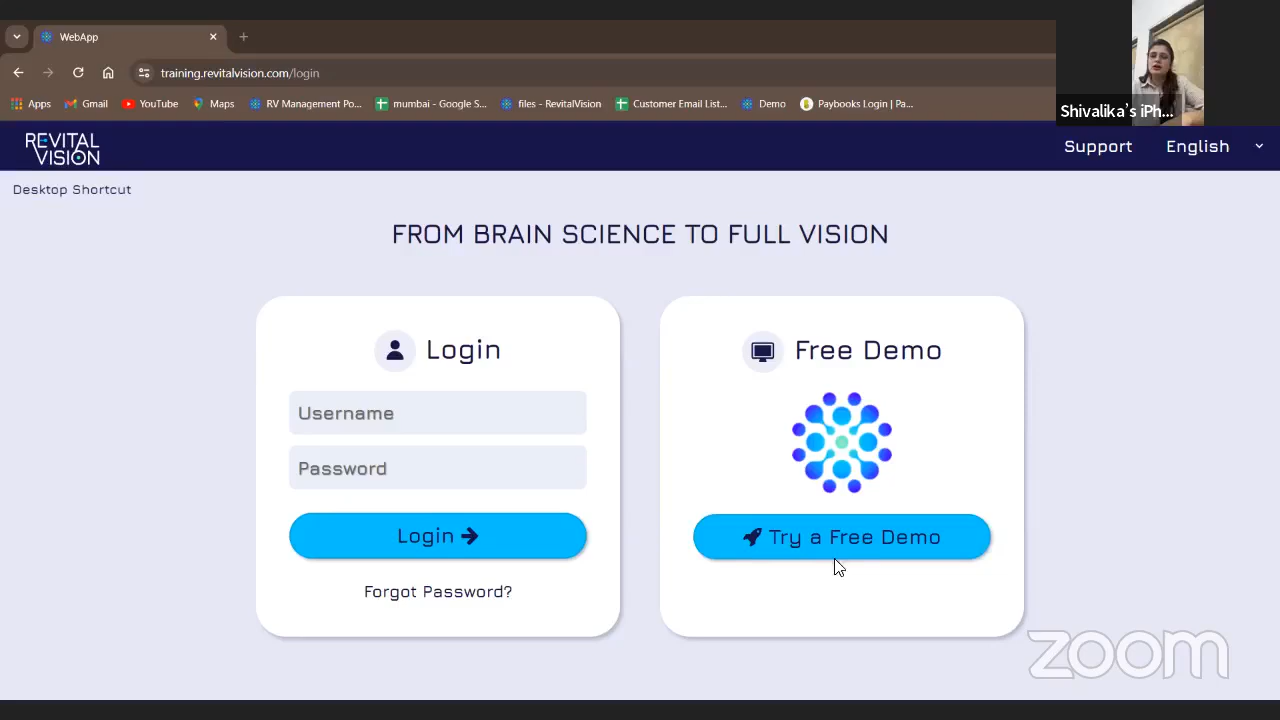 WebApp
training.revitalvision.com/login
Apps Gmail YouTube Maps RV Management Po... mumbai - Google S... files - RevitalVision Customer Email List... Demo Paybooks Login | Pa...
Shivalika's iPh...
REVITAL
VISION
Support English
Desktop Shortcut
FROM BRAIN SCIENCE TO FULL VISION
Login
Username
Password
Login
Forgot Password?
Free Demo
Try a Free Demo
zoom